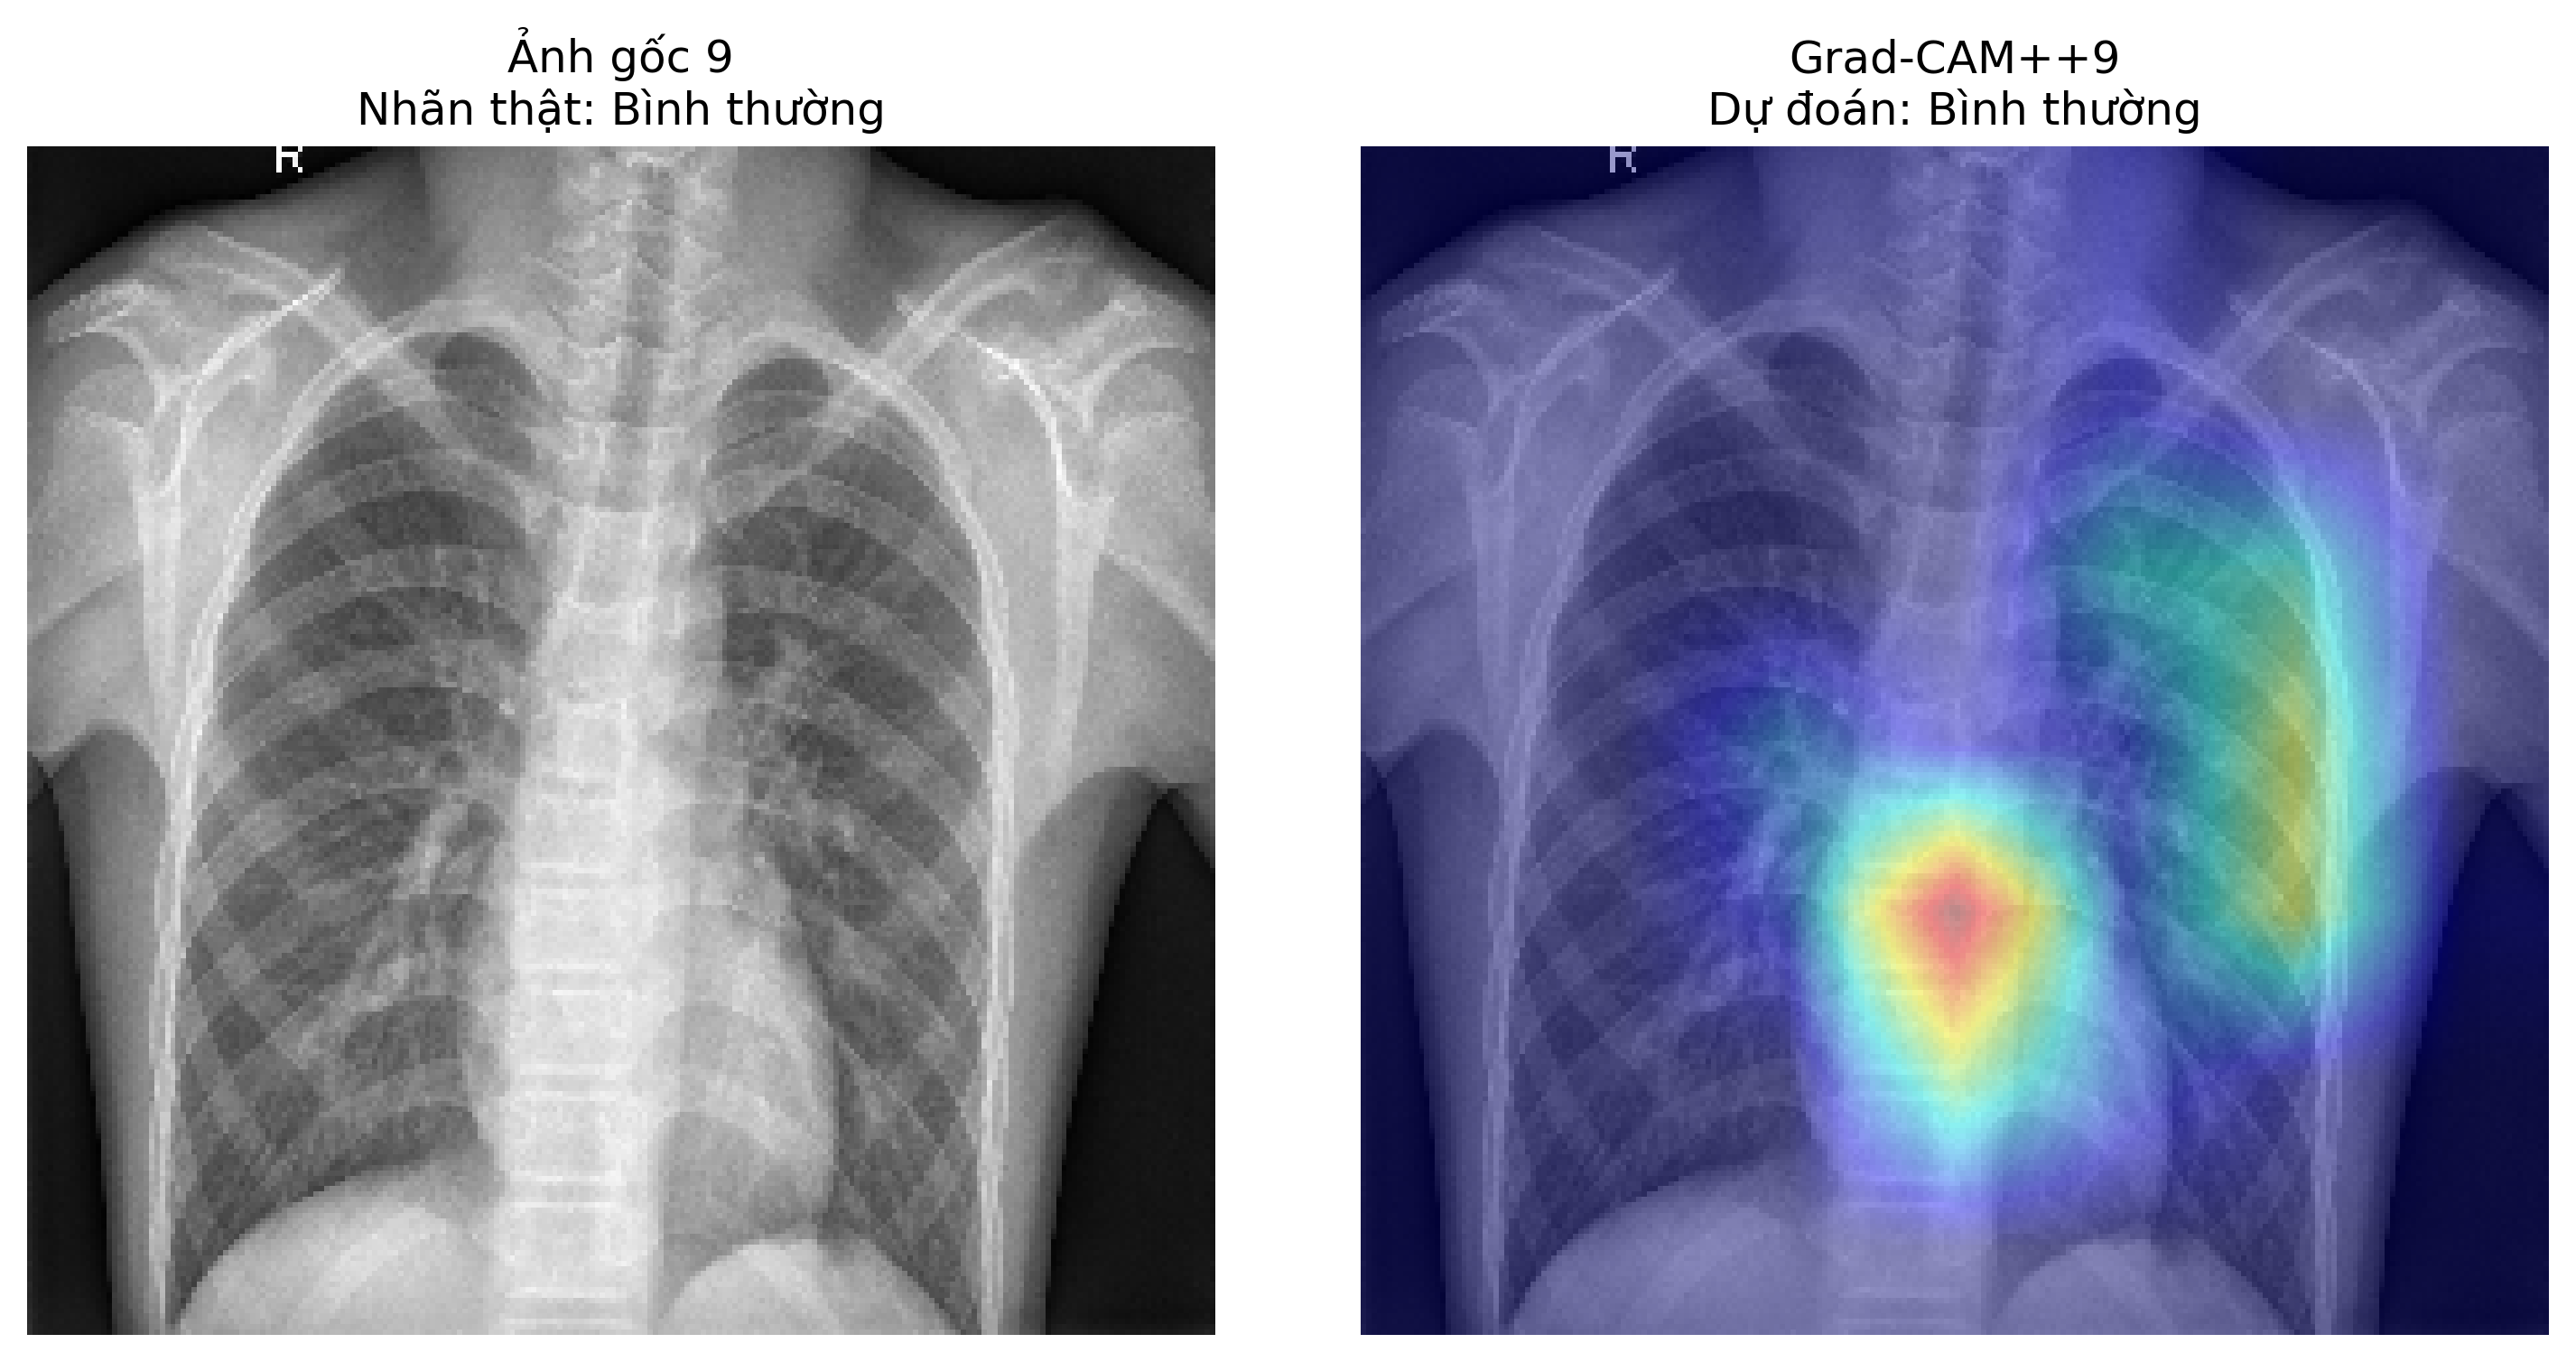 Ảnh gốc 9
Nhãn thật: Bình thường
Grad-CAM++9
Dự đoán: Bình thường
R
R